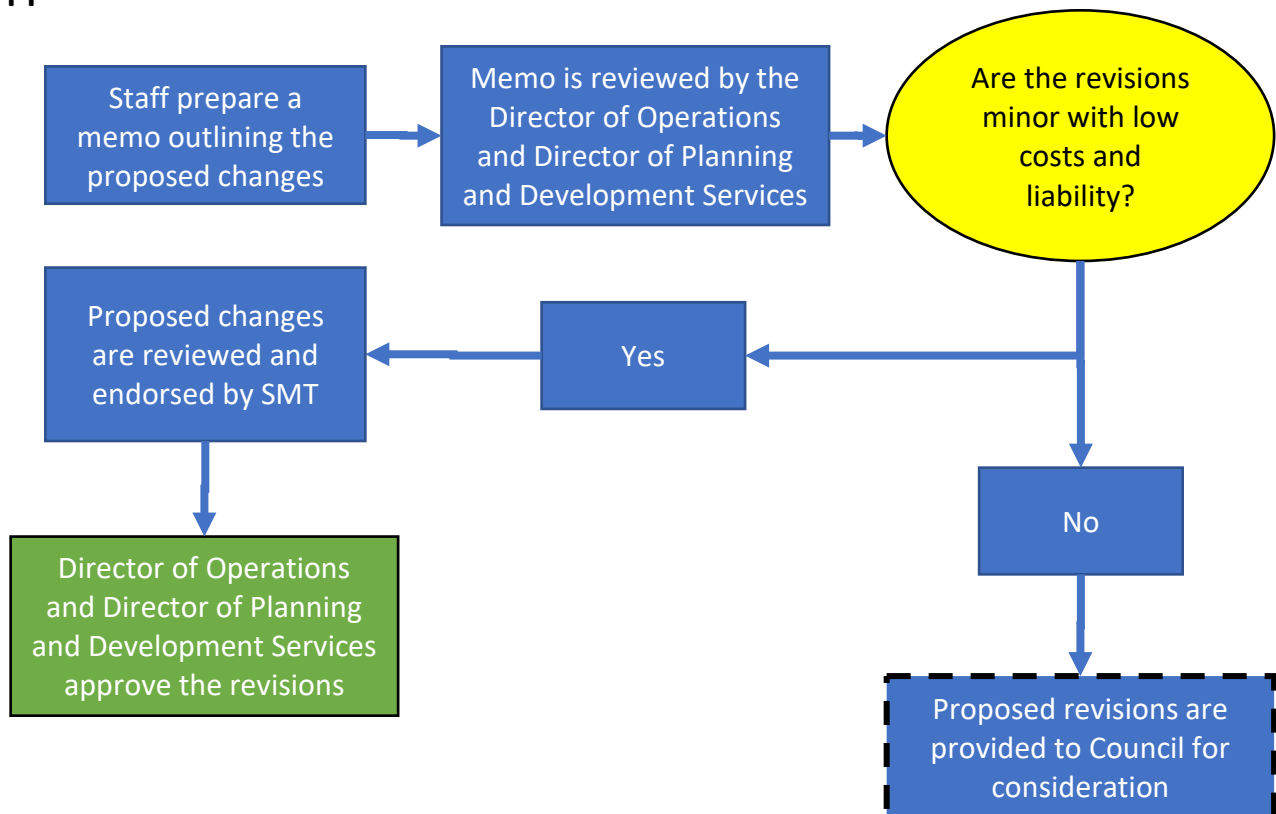 Staff prepare a
memo outlining the
proposed changes
Memo is reviewed by the
Director of Operations
and Director of Planning
and Development Services
Are the revisions
minor with low
costs and
liability?
Yes
Proposed changes
are reviewed and
endorsed by SMT
Director of Operations
and Director of Planning
and Development Services
approve the revisions
No
Proposed revisions are
provided to Council for
consideration